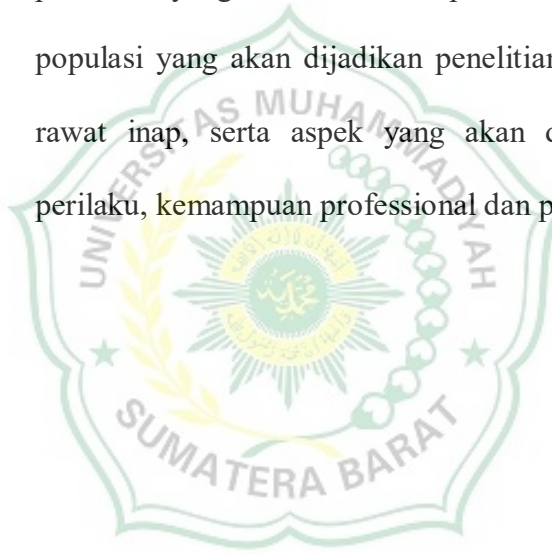 populasi yang akan dijadikan penelitian
rawat inap, serta aspek yang akan
perilaku, kemampuan professional dan
UNIVERSITAS MUHAMMADIYAH
SUMATERA BARAT